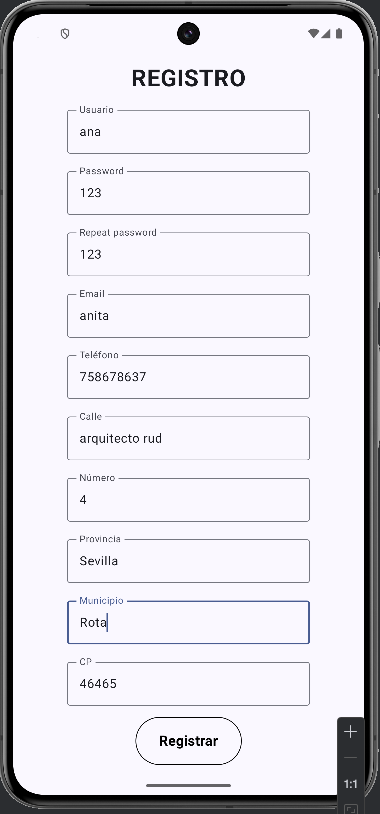 REGISTRO
Usuario
ana
Password
123
Repeat password
123
Email
anita
Teléfono
758678637
Calle
arquitecto rud
Número
4
Provincia
Sevilla
Municipio
Rota
CP
46465
Registrar
1:1